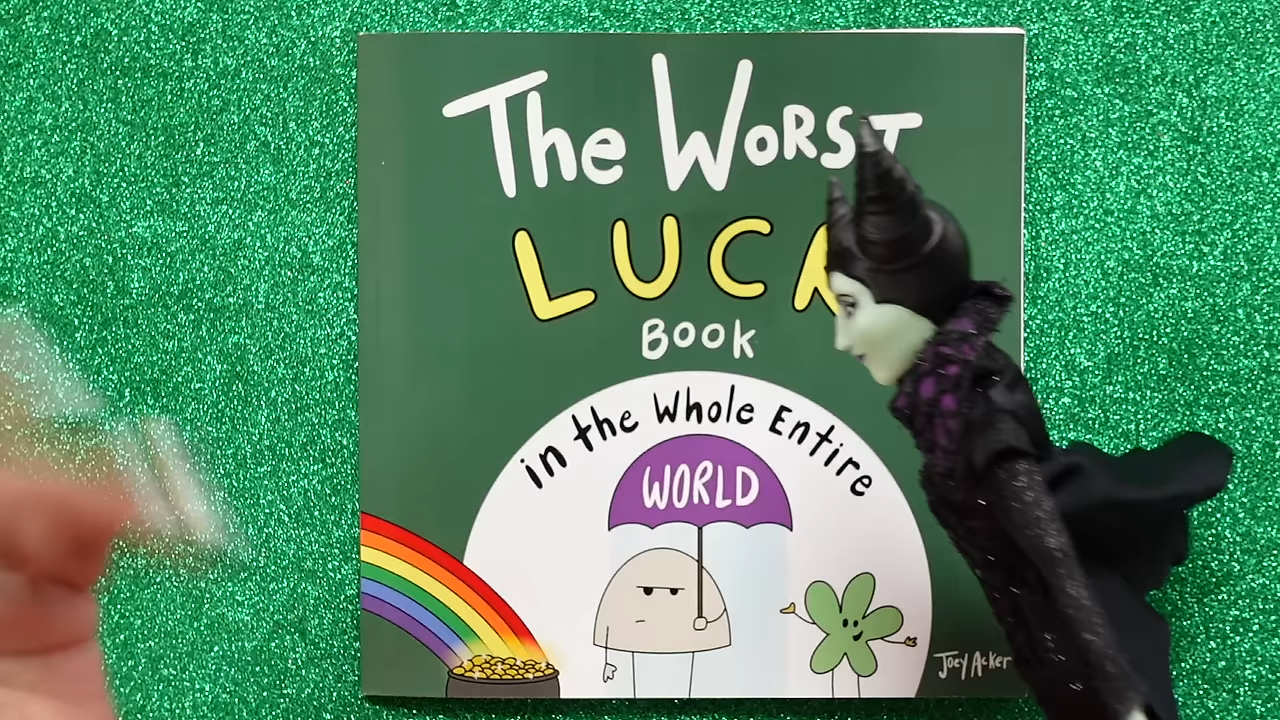 The Worst
LUCK
Book
in the Whole Entire
WORLD
Joey Acker